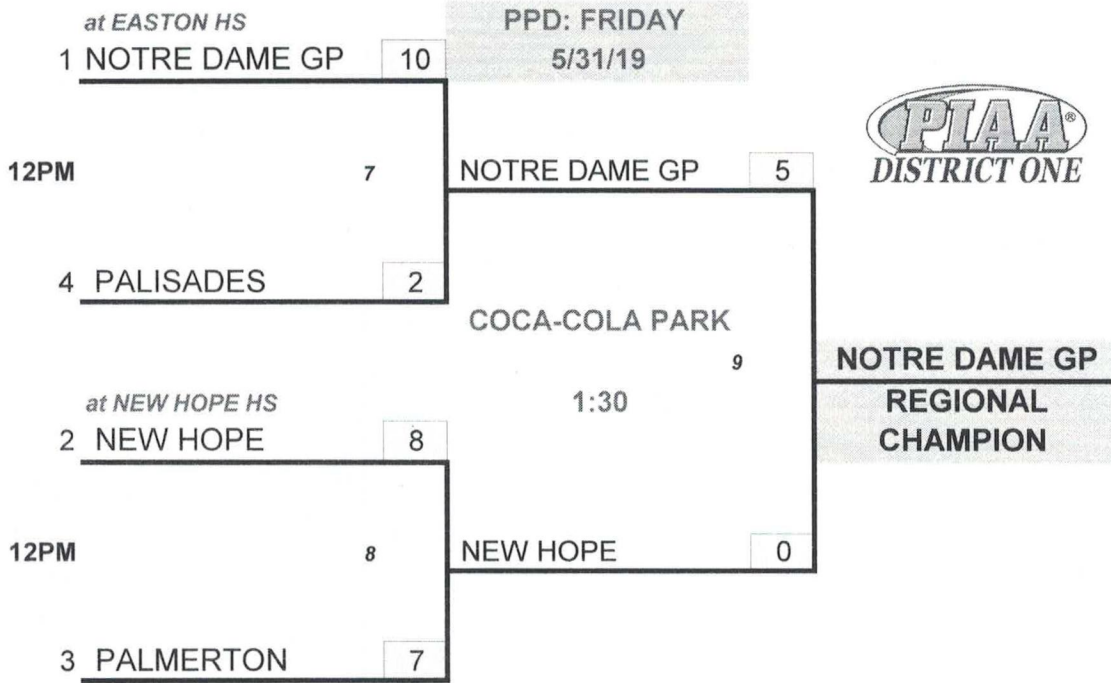 at EASTON HS
1 NOTRE DAME GP 10
PPD: FRIDAY
5/31/19
12PM 7
4 PALISADES 2
NOTRE DAME GP 5
PIAA®
DISTRICT ONE
COCA-COLA PARK
9
1:30
NOTRE DAME GP
REGIONAL
CHAMPION
at NEW HOPE HS
2 NEW HOPE 8
12PM 8
3 PALMERTON 7
NEW HOPE 0